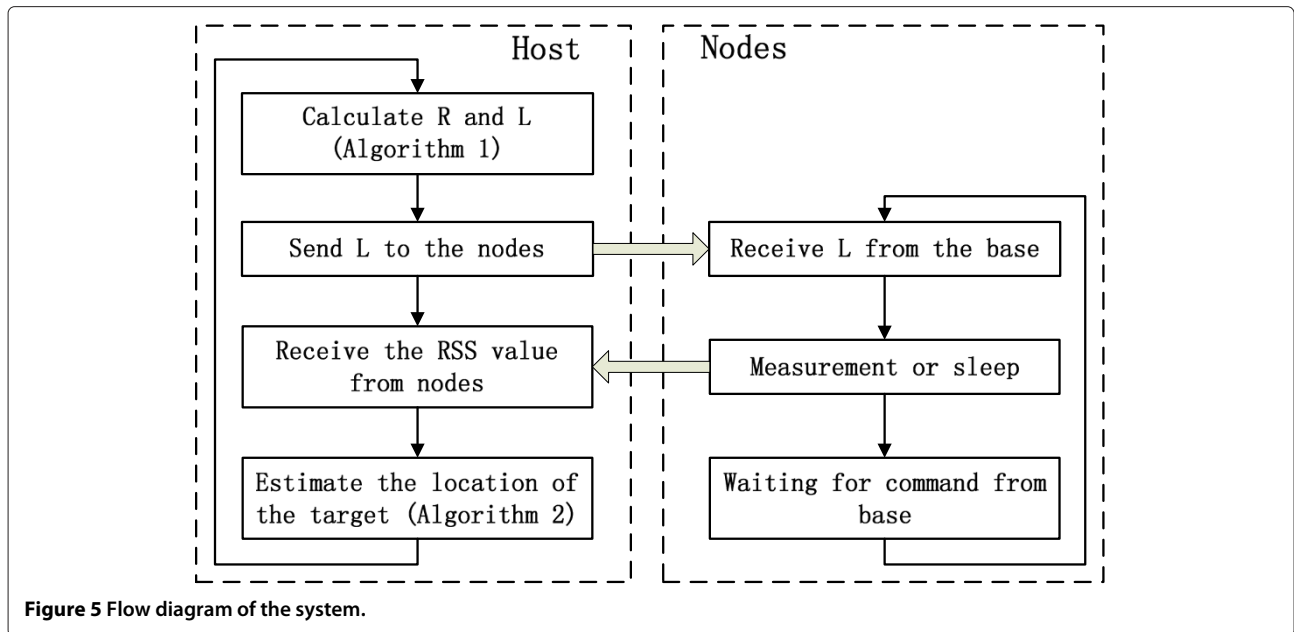 Host
Calculate R and L
(Algorithm 1)
Send L to the nodes
Receive the RSS value
from nodes
Estimate the location of
the target (Algorithm 2)
Nodes
Receive L from the base
Measurement or sleep
Waiting for command from
base
Figure 5 Flow diagram of the system.